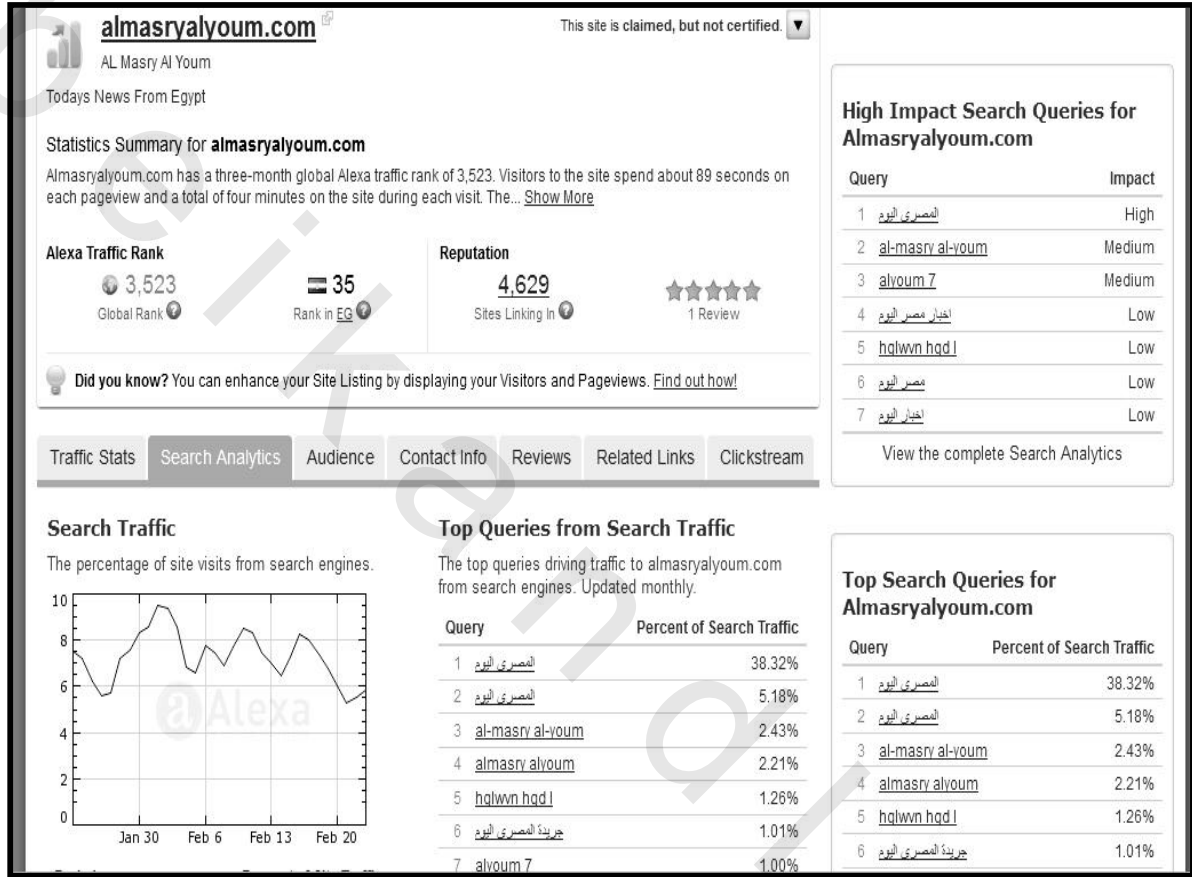 almasryalyoum.com
This site is claimed, but not certified.
AL Masry Al Youm
Todays News From Egypt
Statistics Summary for almasryalyoum.com
Almasryalyoum.com has a three-month global Alexa traffic rank of 3,523. Visitors to the site spend about 89 seconds on
each pageview and a total of four minutes on the site during each visit. The... Show More
Alexa Traffic Rank
3,523
Global Rank
35
Rank in EG
Reputation
4,629
Sites Linking In
1 Review
Did you know? You can enhance your Site Listing by displaying your Visitors and Pageviews. Find out how!
Traffic Stats Search Analytics Audience Contact Info Reviews Related Links Clickstream
Search Traffic
The percentage of site visits from search engines.
10
8
6
4
2
0
Alexa
Jan 30 Feb 6 Feb 13 Feb 20
Top Queries from Search Traffic
The top queries driving traffic to almasryalyoum.com
from search engines. Updated monthly.
Query Percent of Search Traffic
1 المصرى اليوم 38.32%
2 المصرى اليوم 5.18%
3 al-masry al-youm 2.43%
4 almasry alyoum 2.21%
5 hglwvn hgd l 1.26%
6 جريدة المصرى اليوم 1.01%
7 alyoum 7 1.00%
High Impact Search Queries for
Almasryalyoum.com
Query Impact
1 المصرى اليوم High
2 al-masry al-youm Medium
3 alyoum 7 Medium
4 اخبار مصر اليوم Low
5 hglwvn hgd l Low
6 مصر اليوم Low
7 اخبار اليوم Low
View the complete Search Analytics
Top Search Queries for
Almasryalyoum.com
Query Percent of Search Traffic
1 المصرى اليوم 38.32%
2 المصرى اليوم 5.18%
3 al-masry al-youm 2.43%
4 almasry alyoum 2.21%
5 hglwvn hgd l 1.26%
6 جريدة المصرى اليوم 1.01%